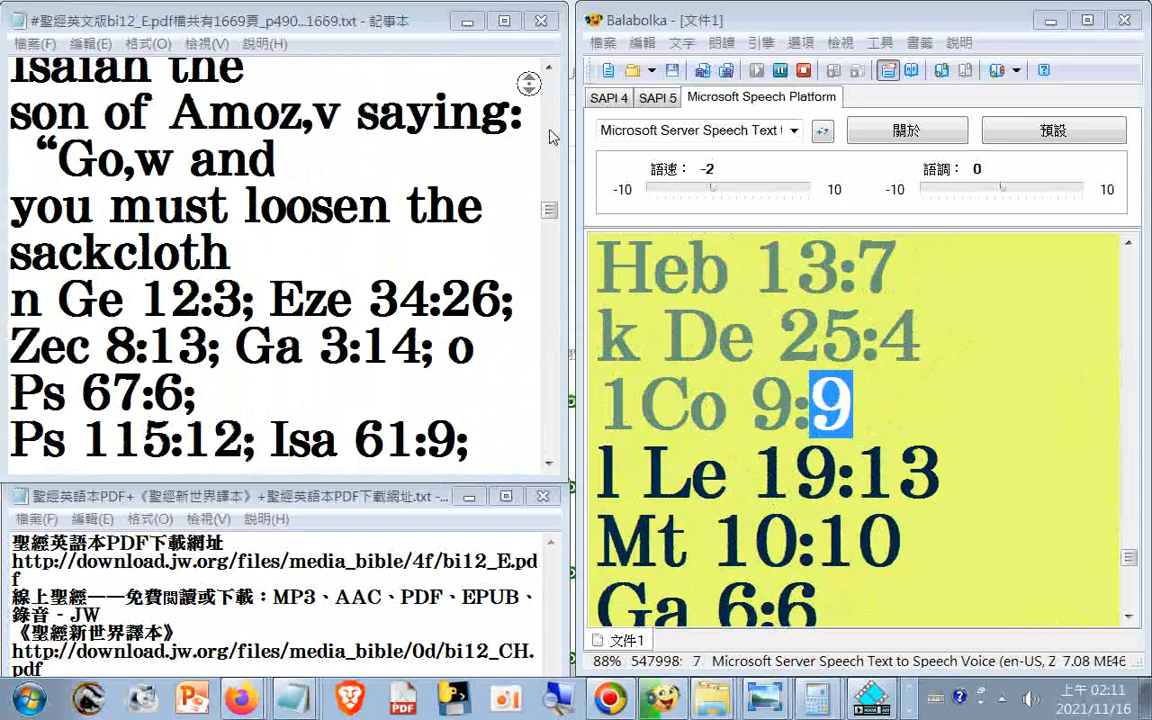 #聖經英文版bi12_E.pdf檔共有1669頁_p490...1669.txt - 記事本
檔案(F) 編輯(E) 格式(O) 檢視(V) 說明(H)
Isaiah the
son of Amoz,v saying:
“Go,w and
you must loosen the
sackcloth
n Ge 12:3; Eze 34:26;
Zec 8:13; Ga 3:14; o
Ps 67:6;
Ps 115:12; Isa 61:9;
聖經英語本PDF+《聖經新世界譯本》+聖經英語本PDF下載網址.txt -...
檔案(F) 編輯(E) 格式(O) 檢視(V) 說明(H)
聖經英語本PDF下載網址
http://download.jw.org/files/media_bible/4f/bi12_E.pd
f
線上聖經——免費閱讀或下載：MP3、AAC、PDF、EPUB、
錄音 - JW
《聖經新世界譯本》
http://download.jw.org/files/media_bible/0d/bi12_CH.
pdf
Balabolka - [文件1]
檔案 編輯 文字 朗讀 引擎 選項 檢視 工具 書籤 說明
SAPI 4 SAPI 5 Microsoft Speech Platform
Microsoft Server Speech Text 關於 預設
語速： -2 語調： 0
-10 10 -10 10
Heb 13:7
k De 25:4
1Co 9:9
l Le 19:13
Mt 10:10
Ga 6:6
文件1
88% 547998: 7 Microsoft Server Speech Text to Speech Voice (en-US, Z 7.08 ME46
上午 02:11
2021/11/16